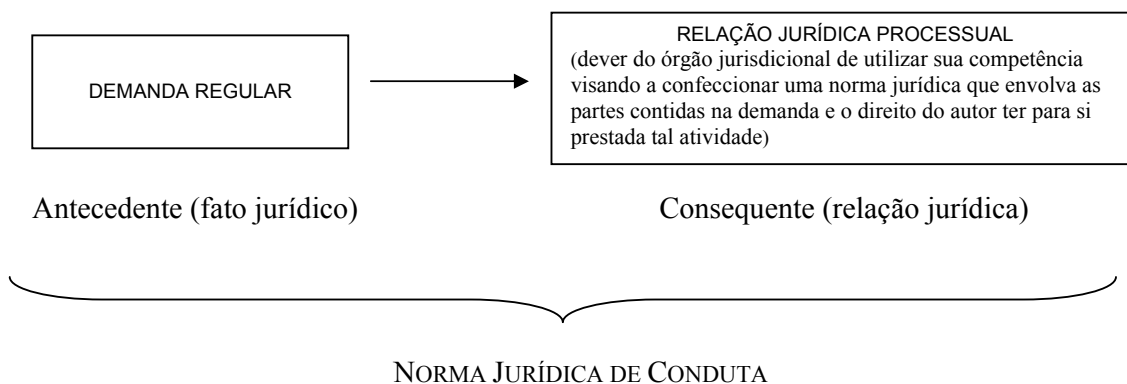 DEMANDA REGULAR
RELAÇÃO JURÍDICA PROCESSUAL
(dever do órgão jurisdicional de utilizar sua competência
visando a confeccionar uma norma jurídica que envolva as
partes contidas na demanda e o direito do autor ter para si
prestada tal atividade)
Antecedente (fato jurídico)
Consequente (relação jurídica)
NORMA JURÍDICA DE CONDUTA